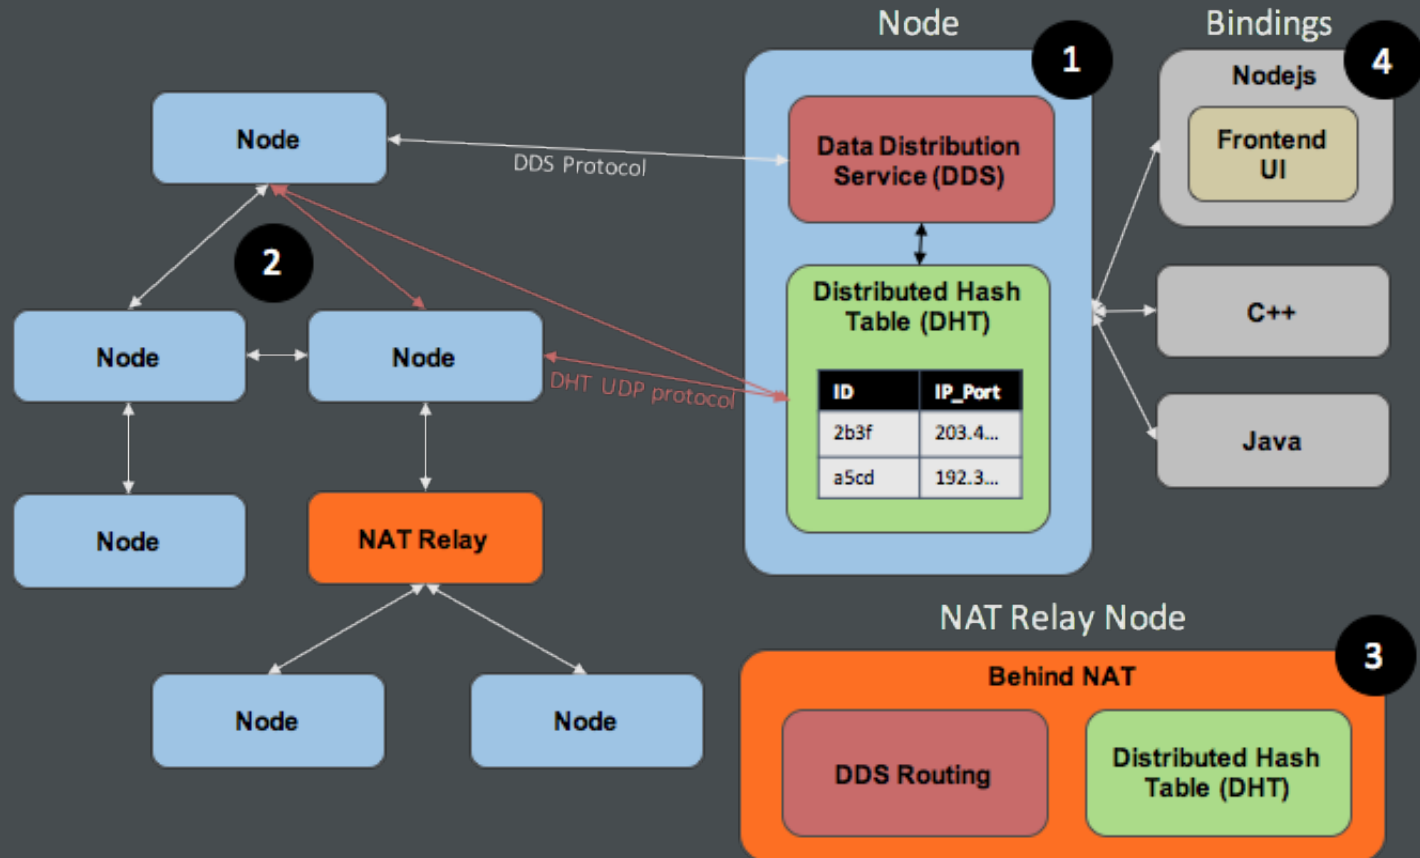 Node
Bindings
1
4
Nodejs
Frontend
UI
Node
Data Distribution
Service (DDS)
DDS Protocol
2
Distributed Hash
Table (DHT)
C++
Node
Node
DHT UDP protocol
ID IP_Port
2b3f 203.4...
a5cd 192.3...
Java
Node
NAT Relay
NAT Relay Node
3
Behind NAT
Node
Node
DDS Routing
Distributed Hash
Table (DHT)